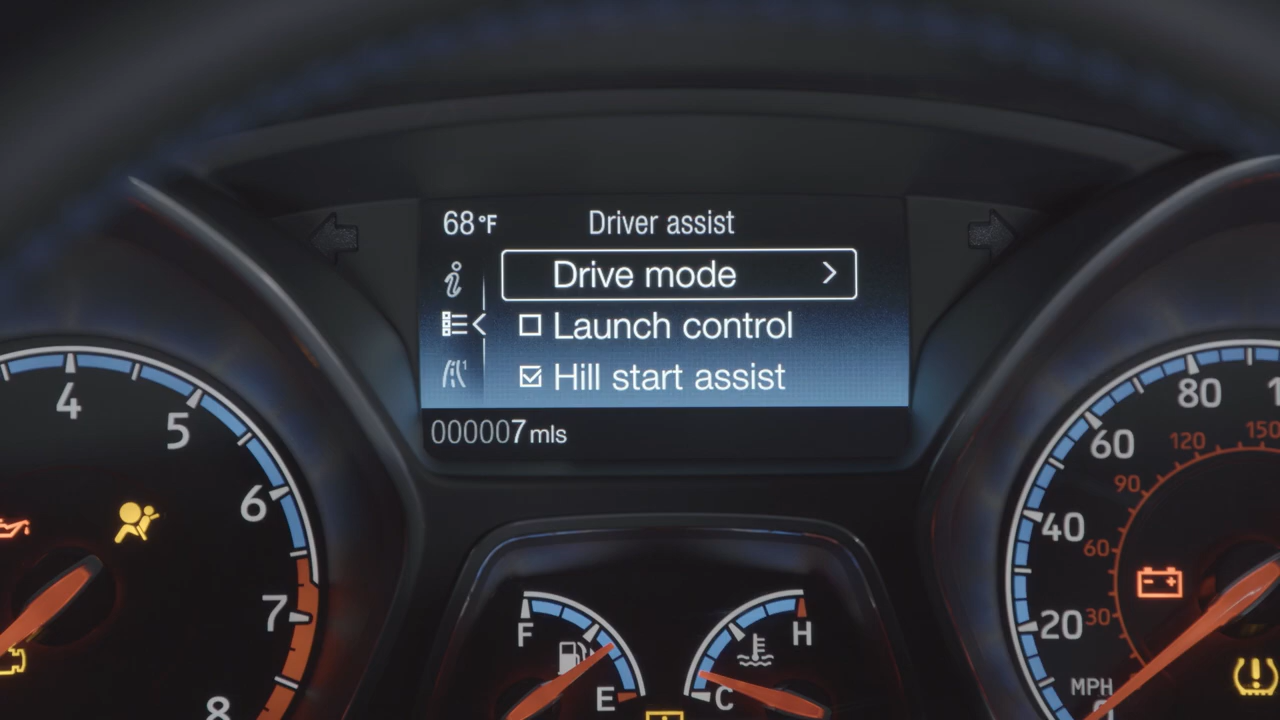 68°F Driver assist
Drive mode
Launch control
Hill start assist
000007 mls
4
5
6
7
8
F
E
H
C
80
60
40
20
0
MPH
150
120
90
60
30